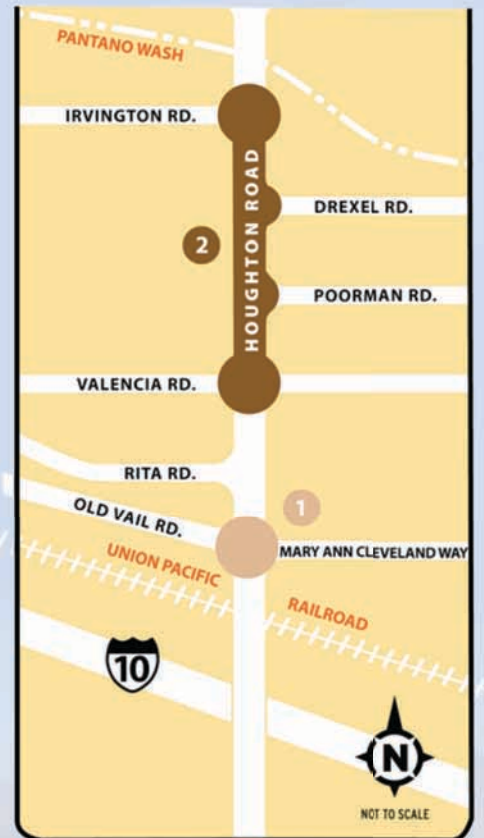 PANTANO WASH
IRVINGTON RD.
DREXEL RD.
HOUGHTON ROAD
2
POORMAN RD.
VALENCIA RD.
RITA RD.
1
OLD VAIL RD.
MARY ANN CLEVELAND WAY
UNION PACIFIC
RAILROAD
10
N
NOT TO SCALE